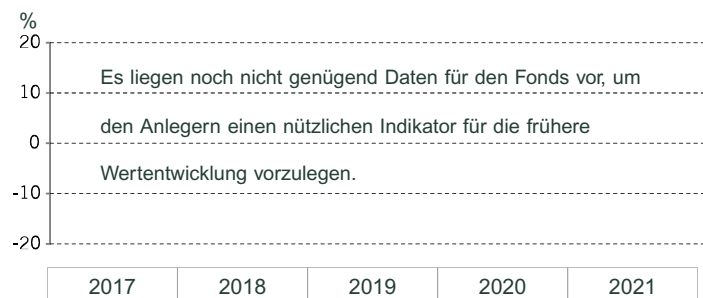 %
20
Es liegen noch nicht genügend Daten für den Fonds vor, um
10
den Anlegern einen nützlichen Indikator für die frühere
0
Wertentwicklung vorzulegen.
-10
-20
2017 2018 2019 2020 2021